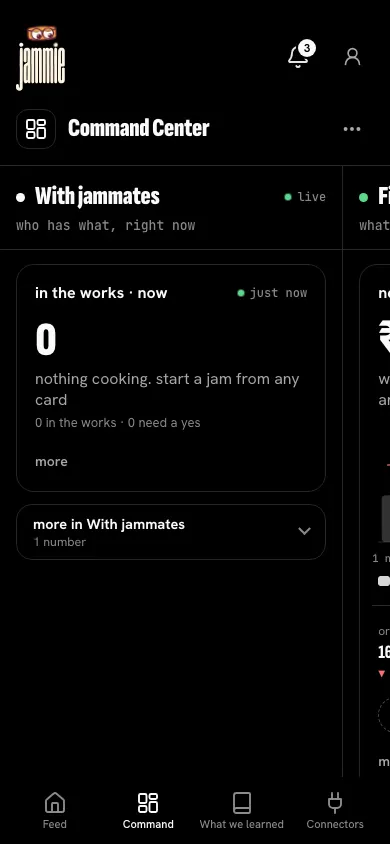 jammie
3
Command Center
With jammates
live
who has what, right now
in the works · now
just now
0
nothing cooking. start a jam from any
card
0 in the works · 0 need a yes
more
more in With jammates
1 number
what
₹
or
Feed
Command
What we learned
Connectors